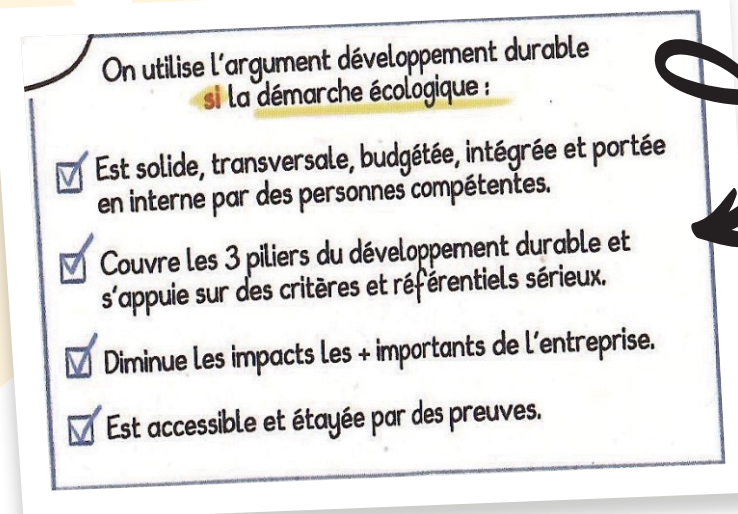 On utilise l'argument développement durable
si la démarche écologique :
Est solide, transversale, budgétée, intégrée et portée
en interne par des personnes compétentes.
Couvre les 3 piliers du développement durable et
s'appuie sur des critères et référentiels sérieux.
Diminue les impacts les + importants de l'entreprise.
Est accessible et étayée par des preuves.